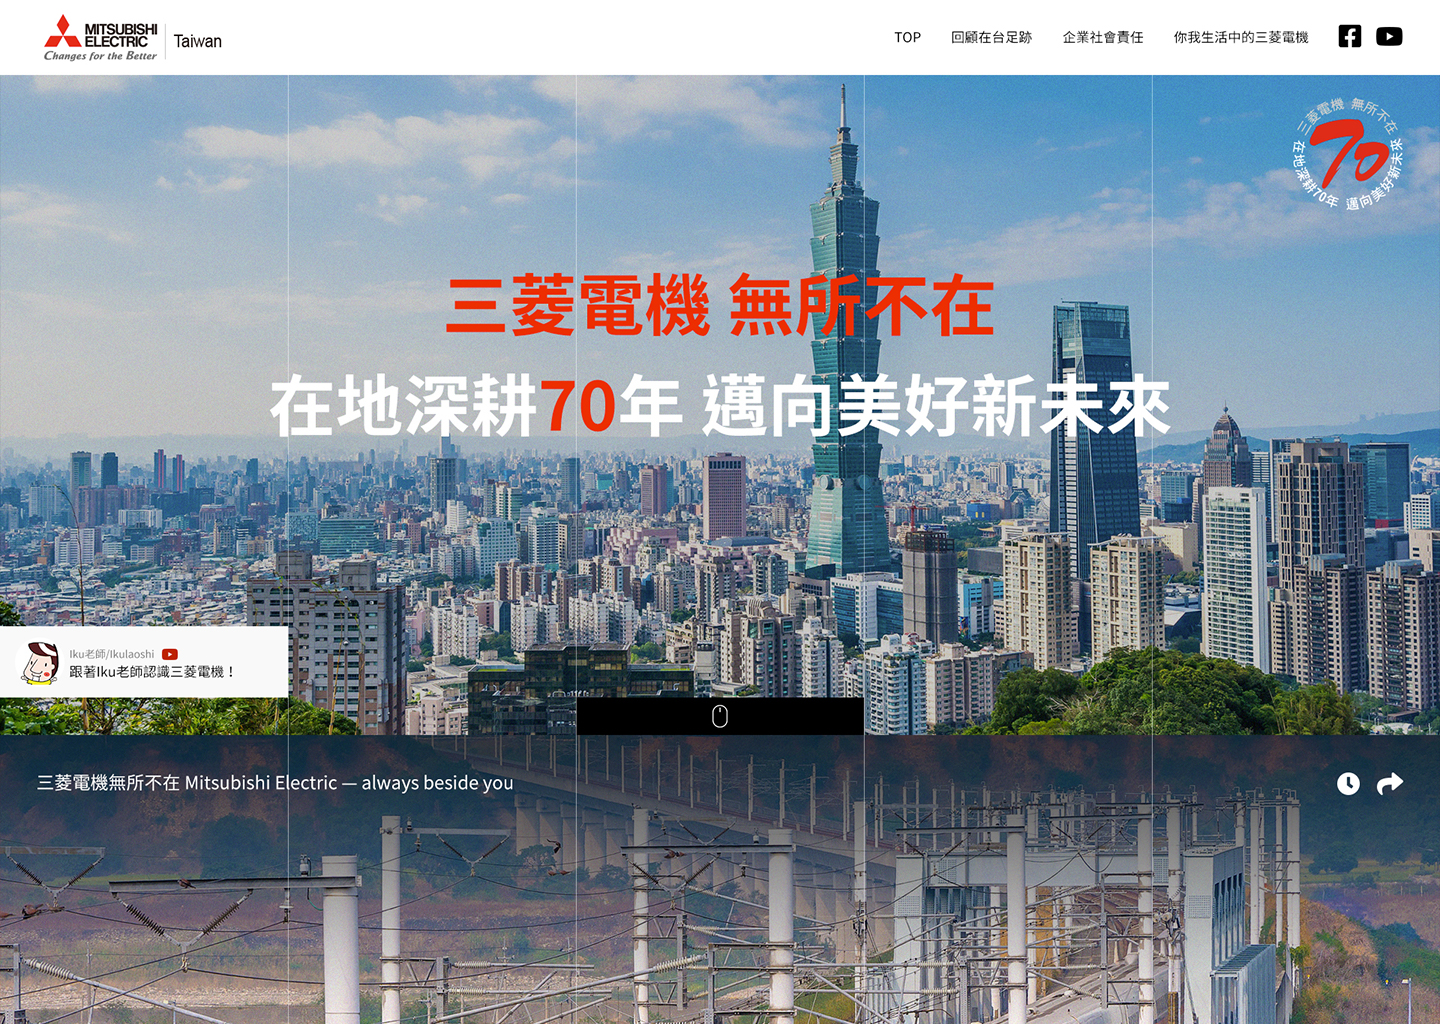 MITSUBISHI
ELECTRIC
Changes for the Better
Taiwan
TOP 回顧在台足跡 企業社會責任 你我生活中的三菱電機
三菱電機 無所不在
70
在地深耕70年 邁向美好新未來
三菱電機 無所不在
在地深耕70年 邁向美好新未來
Iku老師/Ikulaoshi
跟著Iku老師認識三菱電機！
三菱電機無所不在 Mitsubishi Electric — always beside you